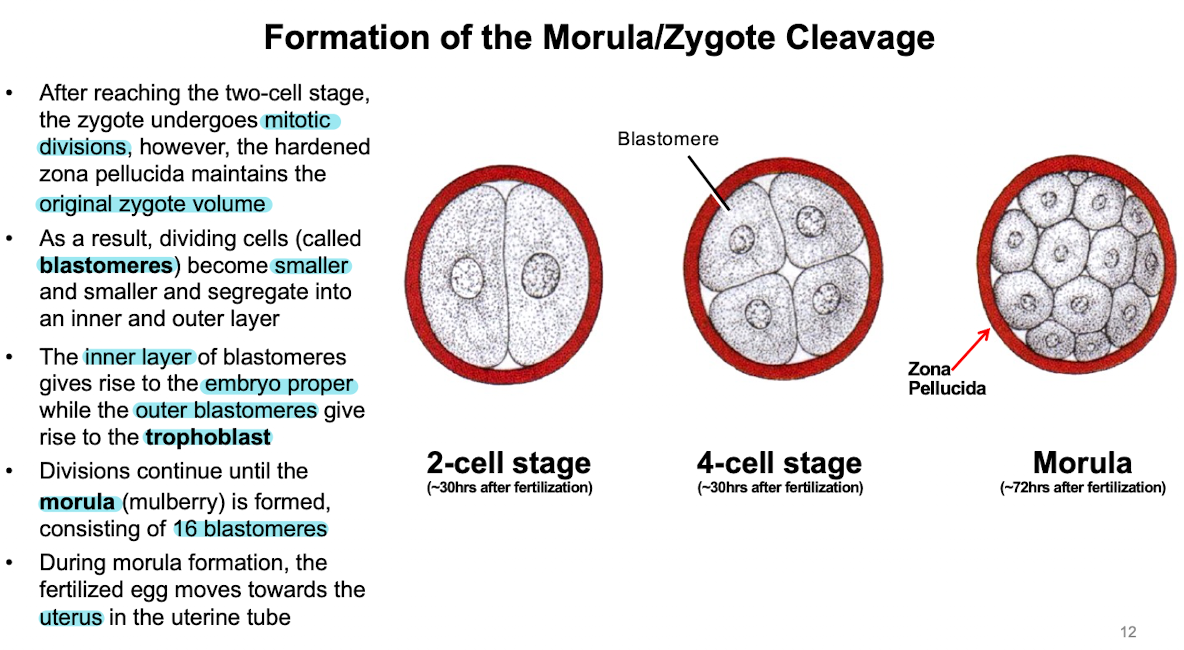 Formation of the Morula/Zygote Cleavage
• After reaching the two-cell stage,
the zygote undergoes mitotic
divisions, however, the hardened
zona pellucida maintains the
original zygote volume
• As a result, dividing cells (called
blastomeres) become smaller
and smaller and segregate into
an inner and outer layer
• The inner layer of blastomeres
gives rise to the embryo proper
while the outer blastomeres give
rise to the trophoblast
• Divisions continue until the
morula (mulberry) is formed,
consisting of 16 blastomeres
• During morula formation, the
fertilized egg moves towards the
uterus in the uterine tube
Blastomere
Zona
Pellucida
2-cell stage
(~30hrs after fertilization)
4-cell stage
(~30hrs after fertilization)
Morula
(~72hrs after fertilization)
12